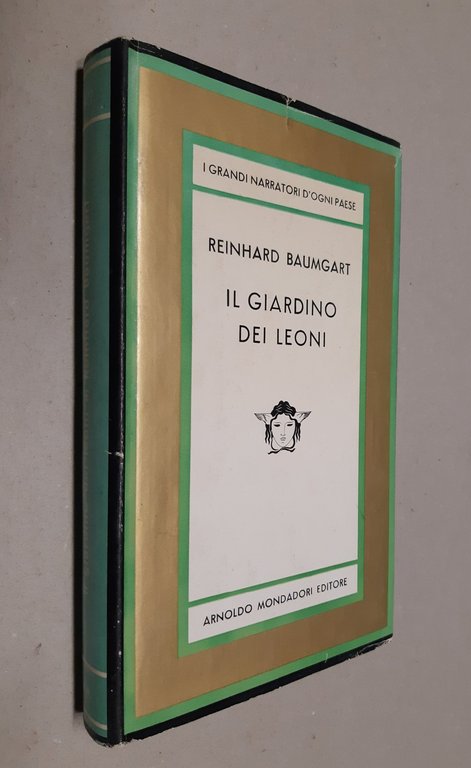 I GRANDI NARRATORI D'OGNI PAESE
REINHARD BAUMGART
IL GIARDINO
DEI LEONI
ARNOLDO MONDADORI EDITORE